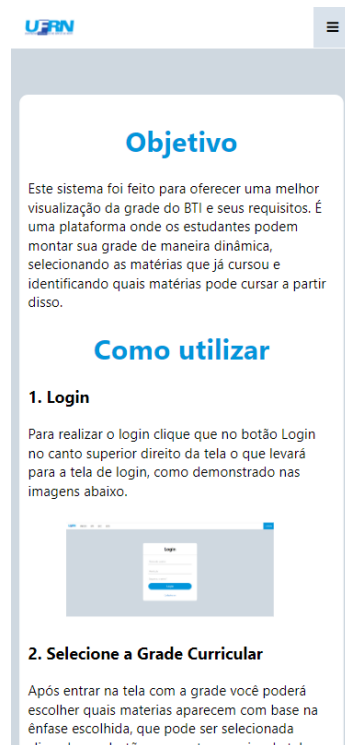 UFRN
Objetivo
Este sistema foi feito para oferecer uma melhor
visualização da grade do BTI e seus requisitos. É
uma plataforma onde os estudantes podem
montar sua grade de maneira dinâmica,
selecionando as matérias que já cursou e
identificando quais matérias pode cursar a partir
disso.
Como utilizar
1. Login
Para realizar o login clique que no botão Login
no canto superior direito da tela o que levará
para a tela de login, como demonstrado nas
imagens abaixo.
Login
2. Selecione a Grade Curricular
Após entrar na tela com a grade você poderá
escolher quais materias aparecem com base na
ênfase escolhida, que pode ser selecionada